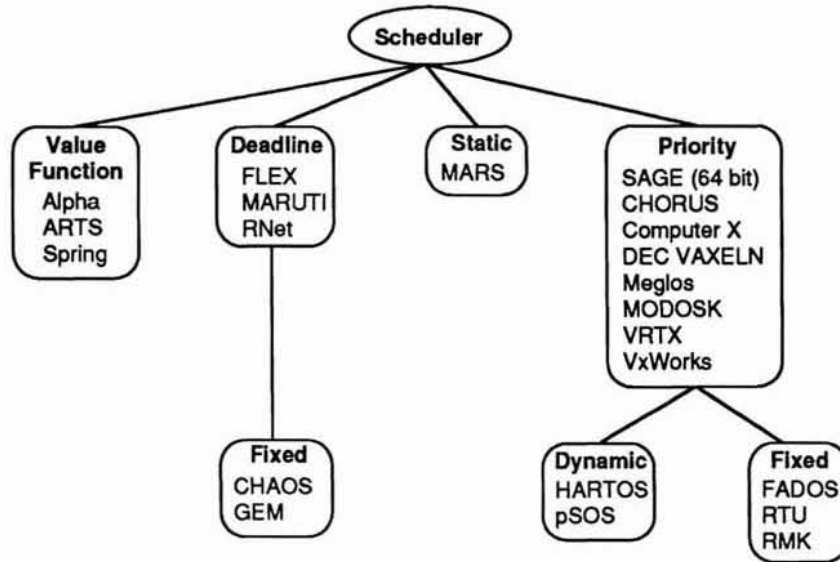 Scheduler
Value
Function
Alpha
ARTS
Spring
Deadline
FLEX
MARUTI
RNet
Static
MARS
Priority
SAGE (64 bit)
CHORUS
Computer X
DEC VAXELN
Meglos
MODOSK
VRTX
VxWorks
Fixed
CHAOS
GEM
Dynamic
HARTOS
pSOS
Fixed
FADOS
RTU
RMK